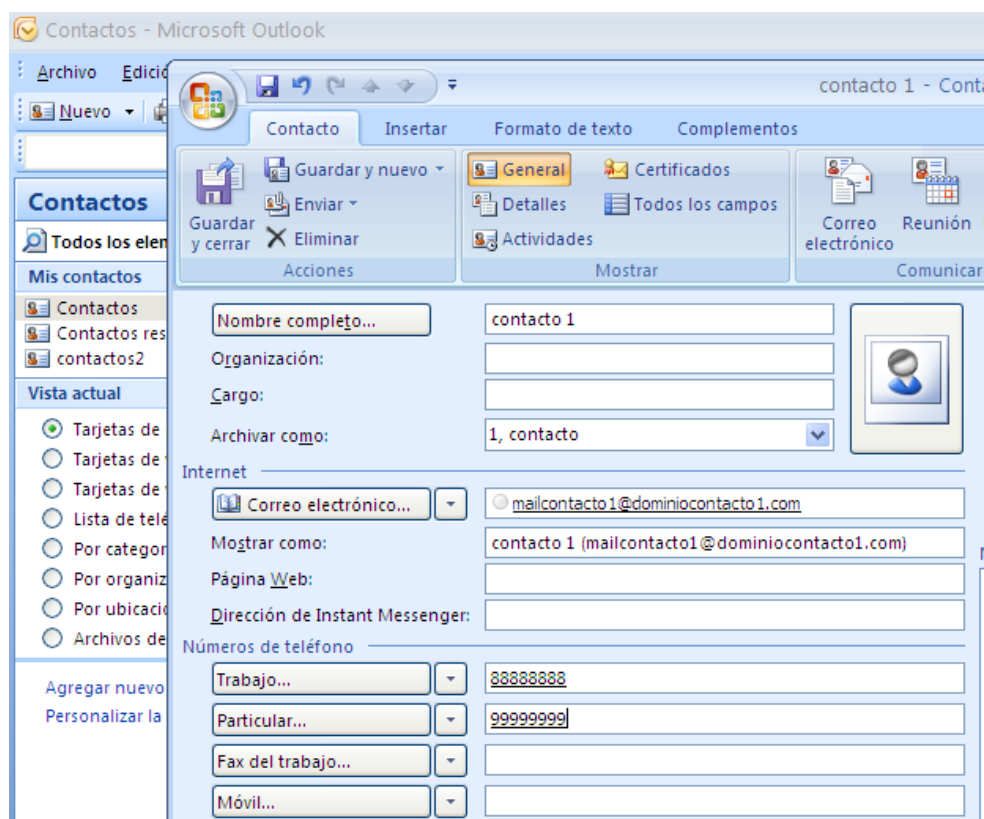 Contactos - Microsoft Outlook
Archivo Edició
contacto 1 - Conta
Nuevo
Contacto Insertar Formato de texto Complementos
Guardar y cerrar
Guardar y nuevo
Enviar
Eliminar
Acciones
General
Detalles
Actividades
Certificados
Todos los campos
Mostrar
Correo electrónico
Reunión
Comunicar
Contactos
Todos los elem
Mis contactos
Contactos
Contactos res
contactos2
Vista actual
Tarjetas de
Tarjetas de
Tarjetas de
Lista de telé
Por categor
Por organiz
Por ubicació
Archivos de
Agregar nuevo
Personalizar la
Nombre completo... contacto 1
Organización:
Cargo:
Archivar como: 1, contacto
Internet
Correo electrónico... mailcontacto1@dominiocontacto1.com
Mostrar como: contacto 1 (mailcontacto1@dominiocontacto1.com)
Página Web:
Dirección de Instant Messenger:
Números de teléfono
Trabajo... 88888888
Particular... 99999999
Fax del trabajo...
Móvil...